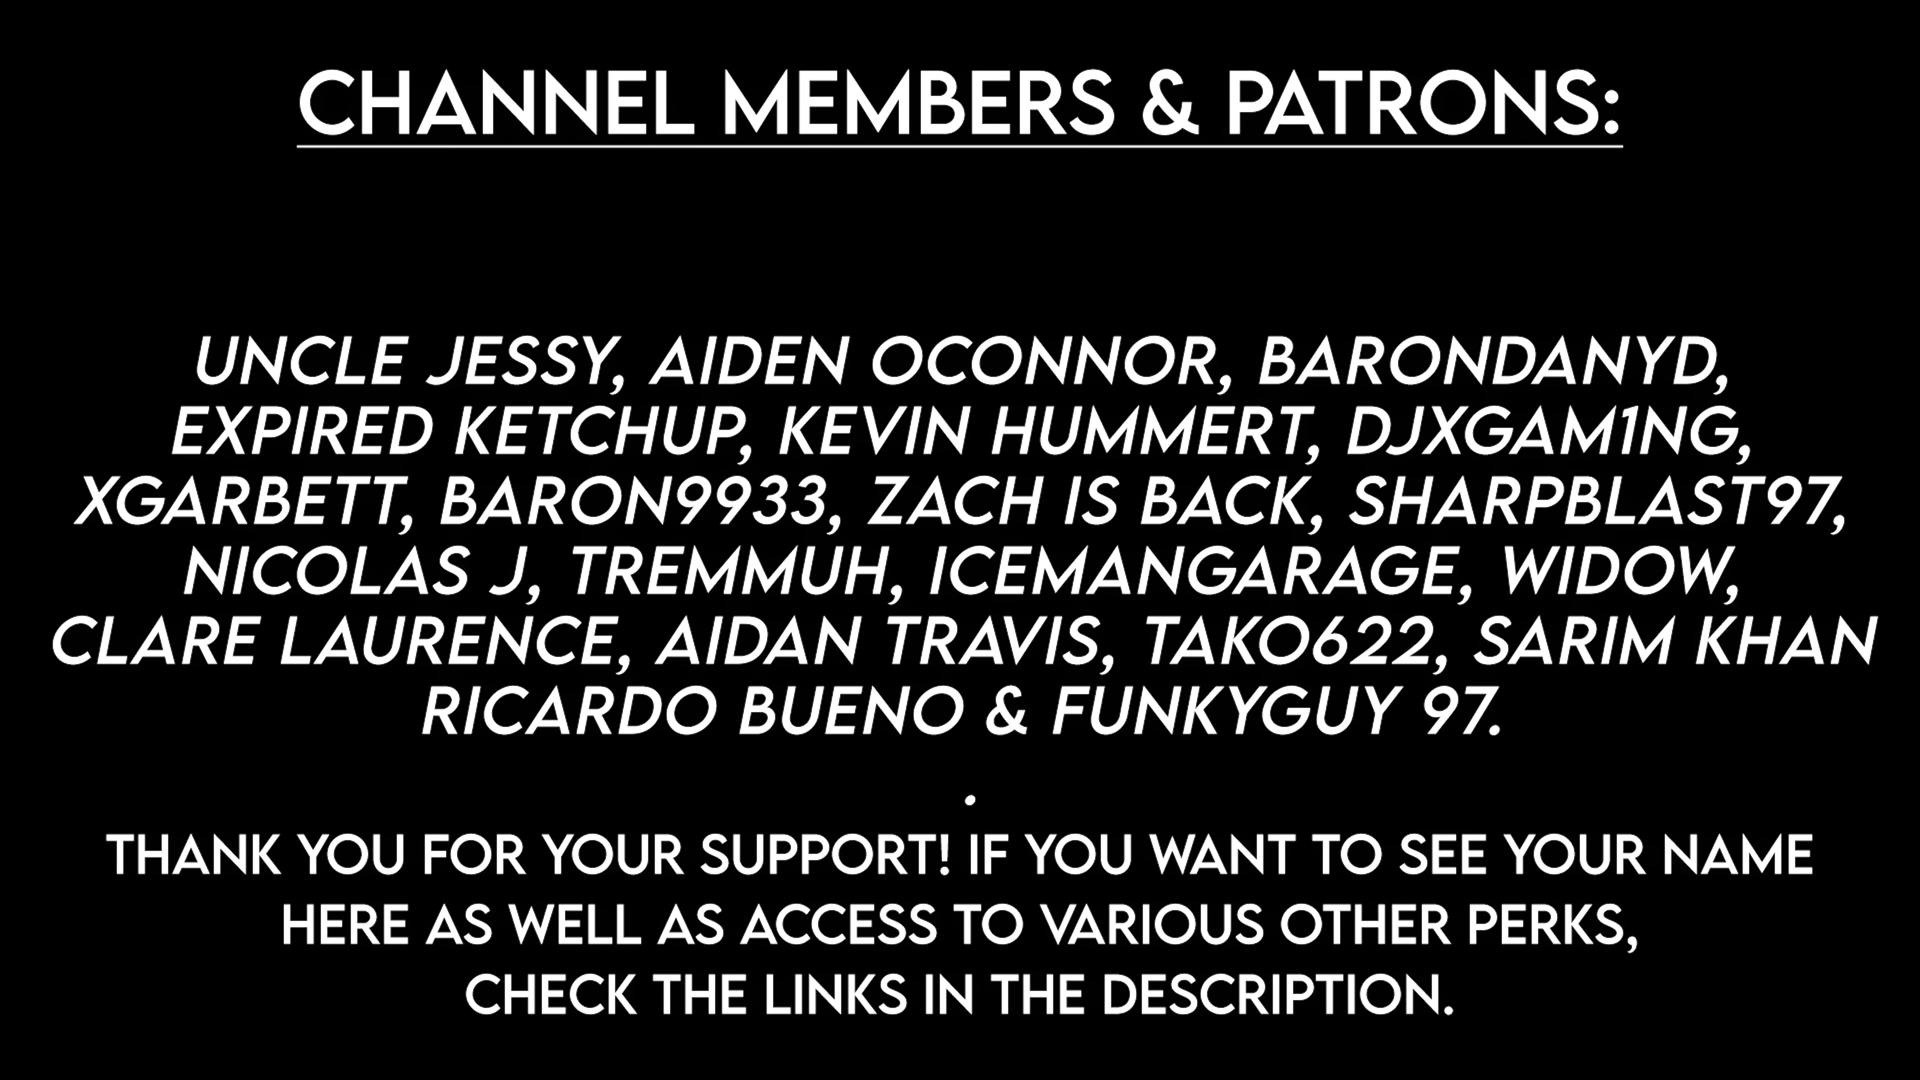 CHANNEL MEMBERS & PATRONS:
UNCLE JESSY, AIDEN OCONNOR, BARONDANYD,
EXPIRED KETCHUP, KEVIN HUMMERT, DJXGAM1NG,
XGARBETT, BARON9933, ZACH IS BACK, SHARPBLAST97,
NICOLAS J, TREMMUH, ICEMANGARAGE, WIDOW,
CLARE LAURENCE, AIDAN TRAVIS, TAKO622, SARIM KHAN
RICARDO BUENO & FUNKYGUY 97.
.
THANK YOU FOR YOUR SUPPORT! IF YOU WANT TO SEE YOUR NAME
HERE AS WELL AS ACCESS TO VARIOUS OTHER PERKS,
CHECK THE LINKS IN THE DESCRIPTION.